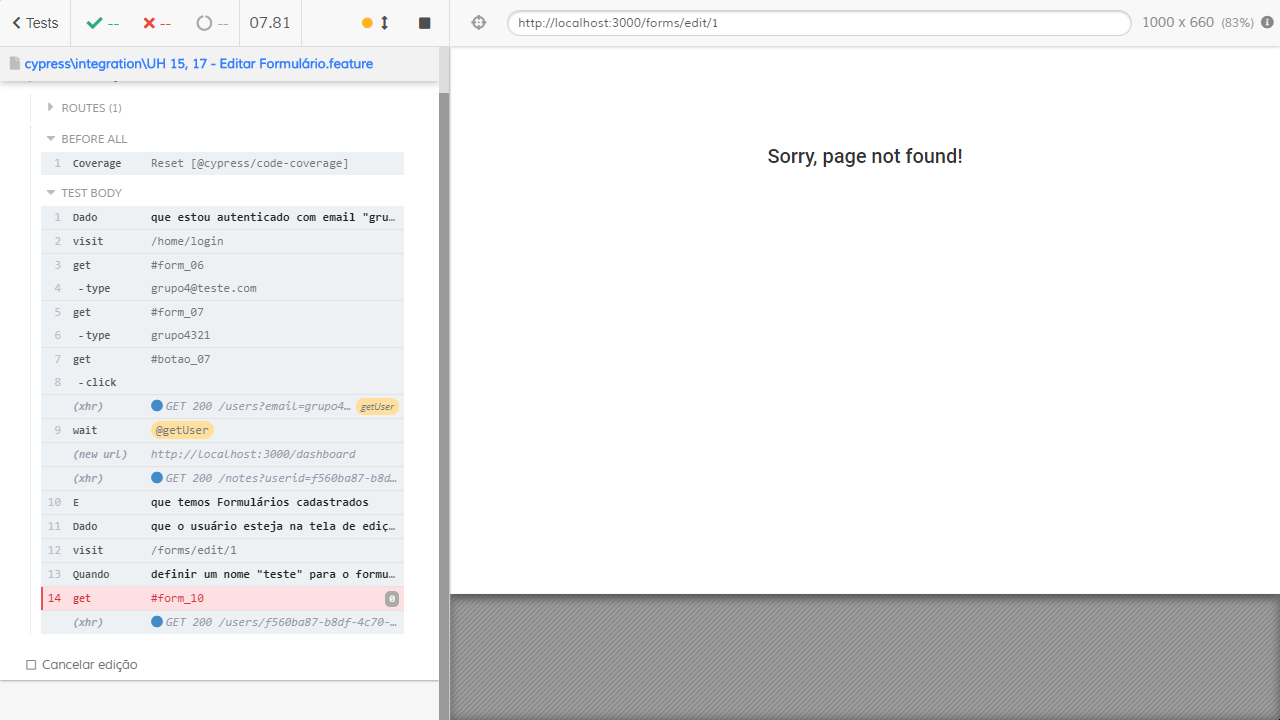 Tests
--
--
--
07.81
http://localhost:3000/forms/edit/1
1000 x 660 (83%)
cypress\integration\UH 15, 17 - Editar Formulário.feature
ROUTES (1)
BEFORE ALL
1 Coverage Reset [@cypress/code-coverage]
TEST BODY
1 Dado que estou autenticado com email "gru…
2 visit /home/login
3 get #form_06
4 -type grupo4@teste.com
5 get #form_07
6 -type grupo4321
7 get #botao_07
8 -click
(xhr) GET 200 /users?email=grupo4… getUser
9 wait @getUser
(new url) http://localhost:3000/dashboard
(xhr) GET 200 /notes?userid=f560ba87-b8d…
10 E que temos Formulários cadastrados
11 Dado que o usuário esteja na tela de ediç…
12 visit /forms/edit/1
13 Quando definir um nome "teste" para o formu…
14 get #form_10 0
(xhr) GET 200 /users/f560ba87-b8df-4c70-…
Cancelar edição
Sorry, page not found!